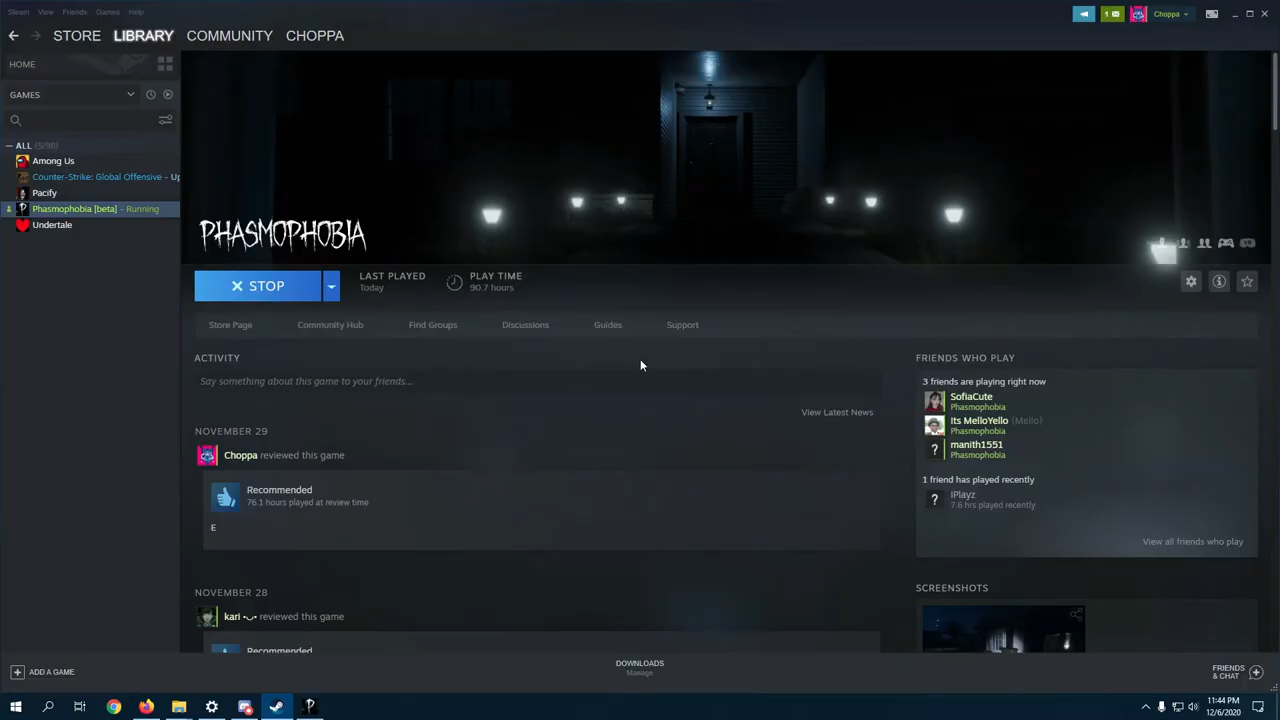 Steam View Friends Games Help
1
Choppa
STORE LIBRARY COMMUNITY CHOPPA
HOME
GAMES
ALL (5/98)
Among Us
Counter-Strike: Global Offensive - Up
Pacify
Phasmophobia [beta] - Running
Undertale
PHASMOPHOBIA
STOP
LAST PLAYED
Today
PLAY TIME
90.7 hours
Store Page Community Hub Find Groups Discussions Guides Support
ACTIVITY
Say something about this game to your friends...
View Latest News
NOVEMBER 29
Choppa reviewed this game
Recommended
76.1 hours played at review time
E
NOVEMBER 28
kari •ᴗ• reviewed this game
Recommended
FRIENDS WHO PLAY
3 friends are playing right now
SofiaCute
Phasmophobia
Its MelloYello (Mello)
Phasmophobia
manith1551
Phasmophobia
1 friend has played recently
IPlayz
7.6 hrs played recently
View all friends who play
SCREENSHOTS
ADD A GAME
DOWNLOADS
Manage
FRIENDS
& CHAT
11:44 PM
12/6/2020